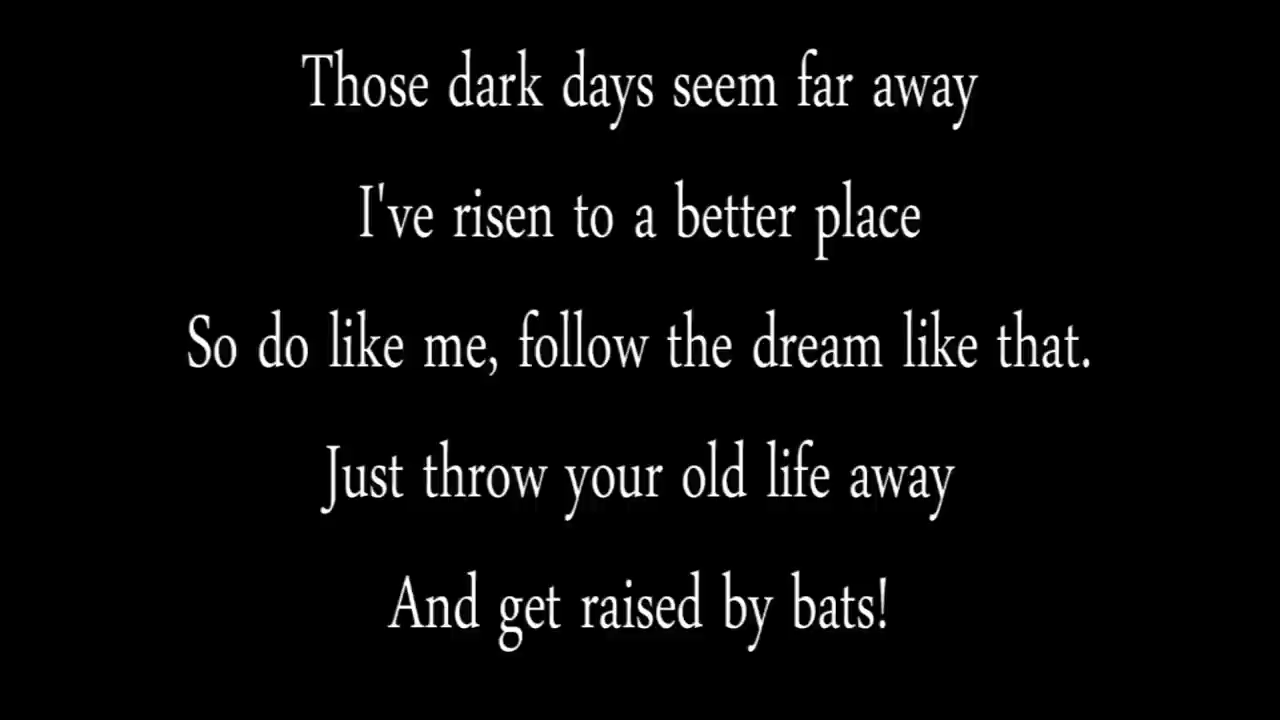 Those dark days seem far away
I've risen to a better place
So do like me, follow the dream like that.
Just throw your old life away
And get raised by bats!